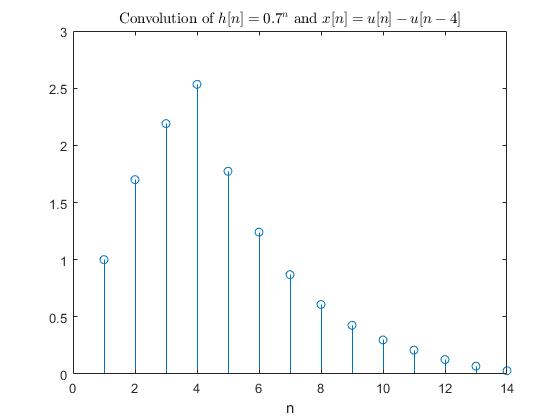 Convolution of h[n] = 0.7ⁿ and x[n] = u[n] − u[n − 4]
3
2.5
2
1.5
1
0.5
0
0 2 4 6 8 10 12 14
n